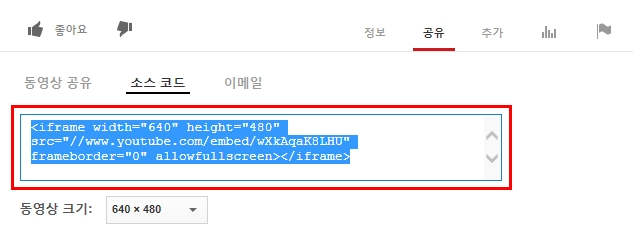 좋아요
정보 공유 추가
동영상 공유 소스 코드 이메일
<iframe width="640" height="480"
src="//www.youtube.com/embed/wXkAqaK8LHU"
frameborder="0" allowfullscreen></iframe>
동영상 크기: 640 × 480